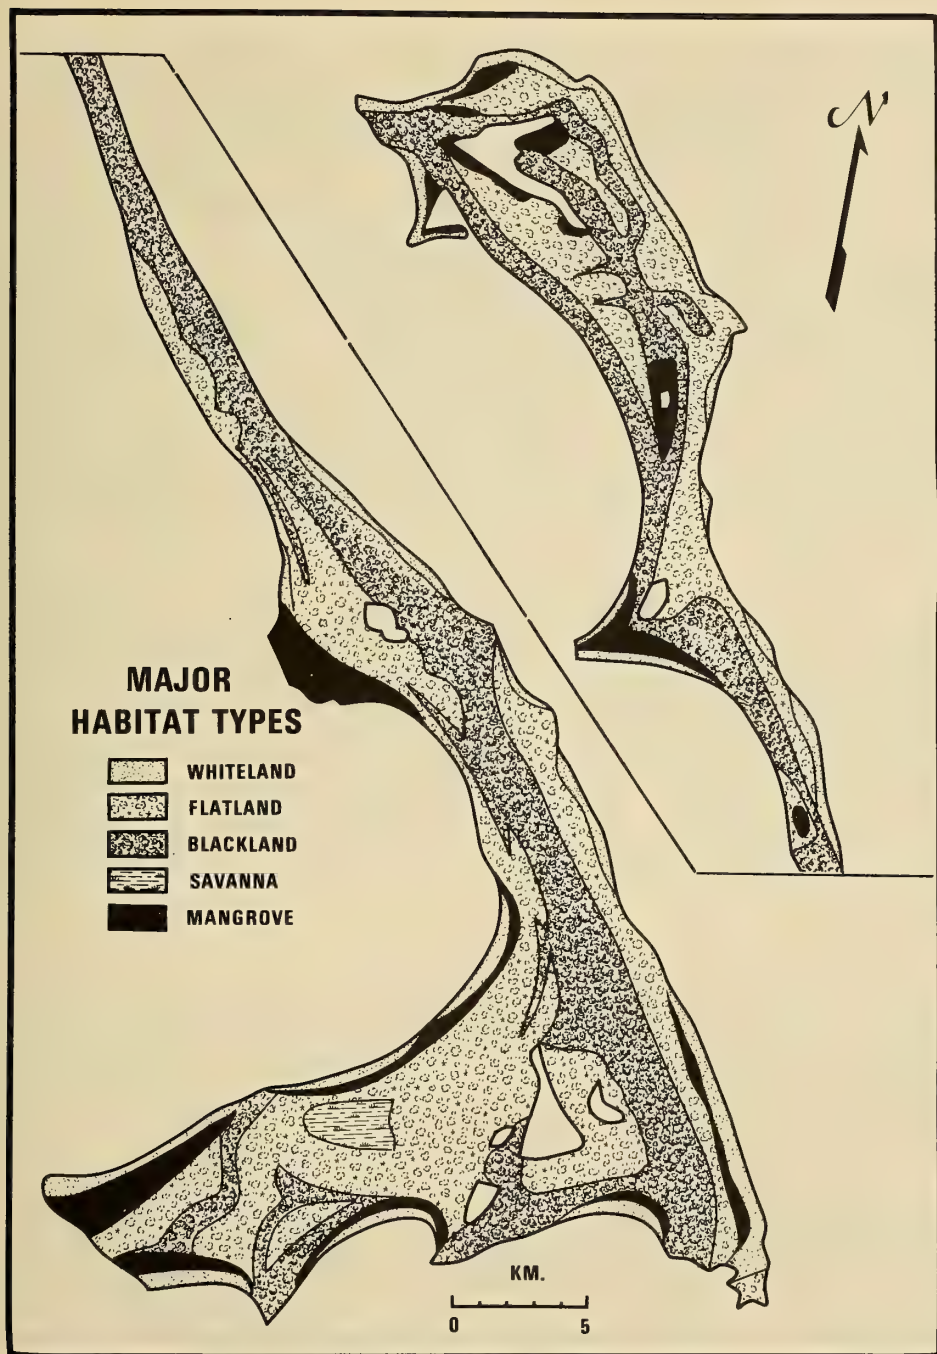 N
MAJOR
HABITAT TYPES
WHITELAND
FLATLAND
BLACKLAND
SAVANNA
MANGROVE
KM.
0 5